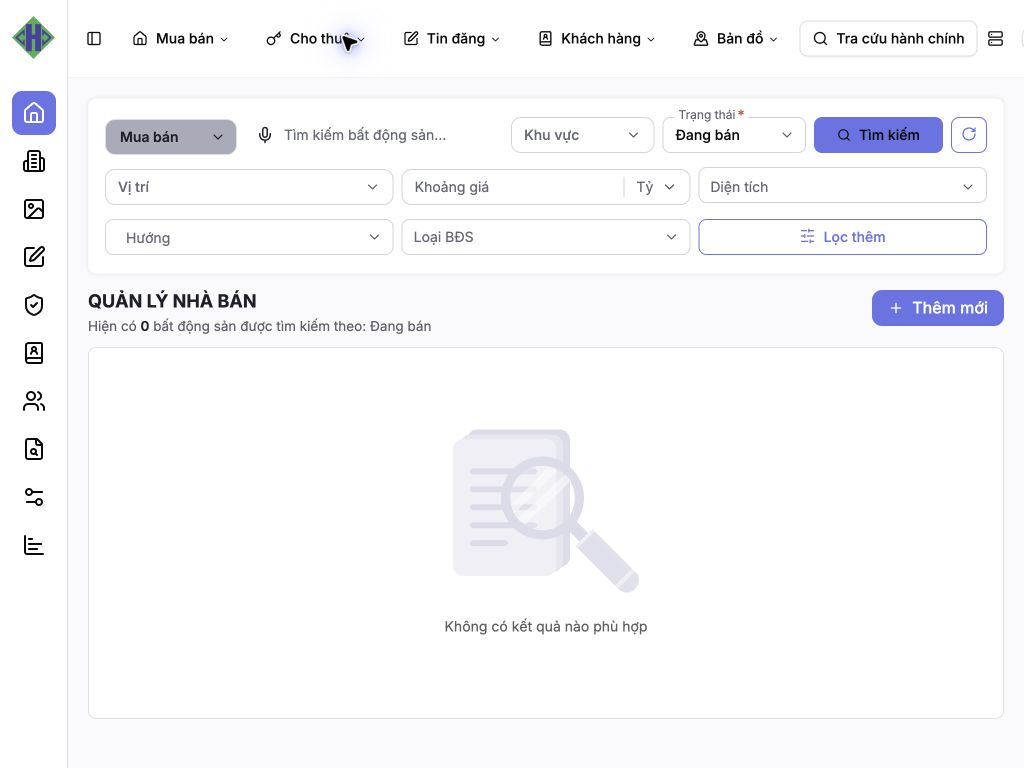 Mua bán
Cho thuê
Tin đăng
Khách hàng
Bản đồ
Tra cứu hành chính
Mua bán
Tìm kiếm bất động sản...
Khu vực
Trạng thái *
Đang bán
Tìm kiếm
Vị trí
Khoảng giá
Tỷ
Diện tích
Hướng
Loại BĐS
Lọc thêm
QUẢN LÝ NHÀ BÁN
Hiện có 0 bất động sản được tìm kiếm theo: Đang bán
Thêm mới
Không có kết quả nào phù hợp